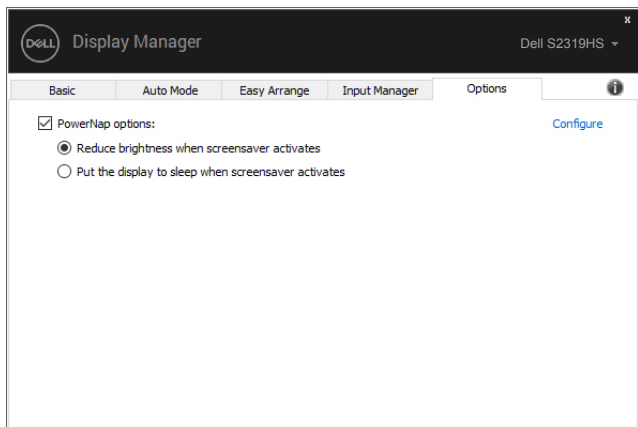 x
DELL Display Manager
Dell S2319HS
Basic Auto Mode Easy Arrange Input Manager Options i
PowerNap options: Configure
Reduce brightness when screensaver activates
Put the display to sleep when screensaver activates